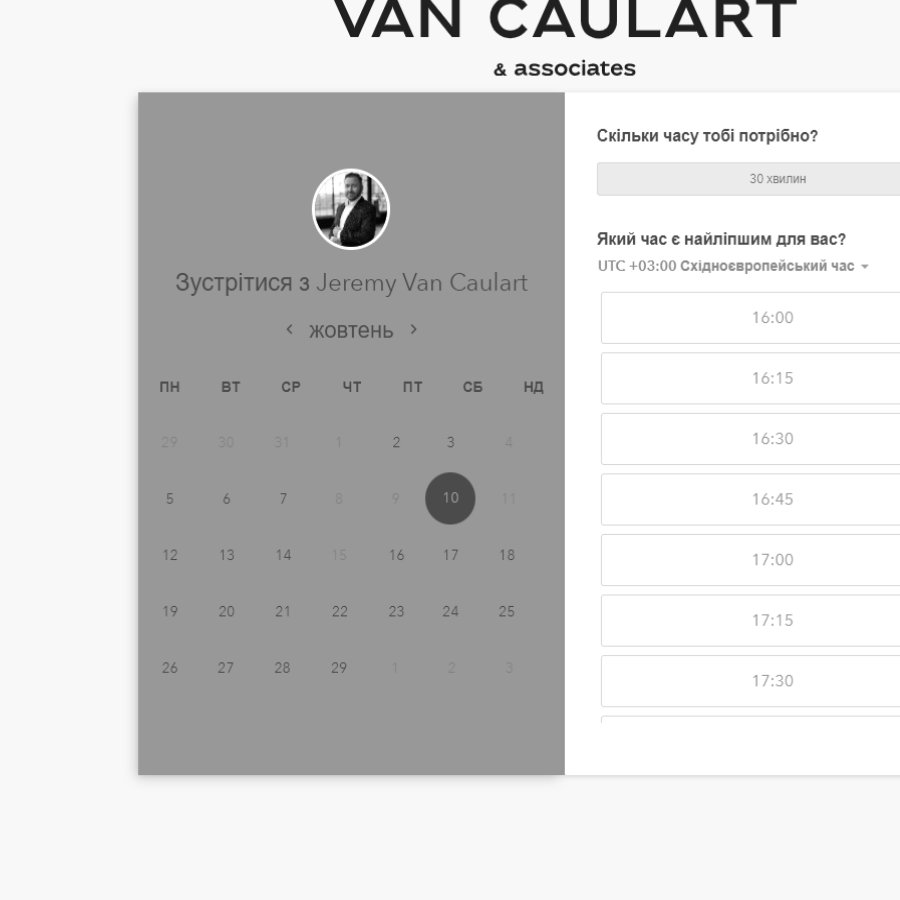 VAN CAULART
& associates
Зустрітися з Jeremy Van Caulart
жовтень
ПН ВТ СР ЧТ ПТ СБ НД
29 30 31 1 2 3 4
5 6 7 8 9 10 11
12 13 14 15 16 17 18
19 20 21 22 23 24 25
26 27 28 29 1 2 3
Скільки часу тобі потрібно?
30 хвилин
Який час є найліпшим для вас?
UTC +03:00 Східноєвропейський час
16:00
16:15
16:30
16:45
17:00
17:15
17:30